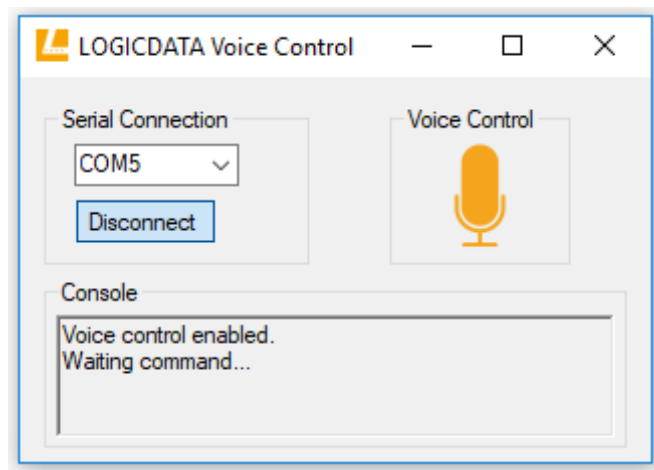 LOGICDATA Voice Control
Serial Connection
COM5
Disconnect
Voice Control
Console
Voice control enabled.
Waiting command...